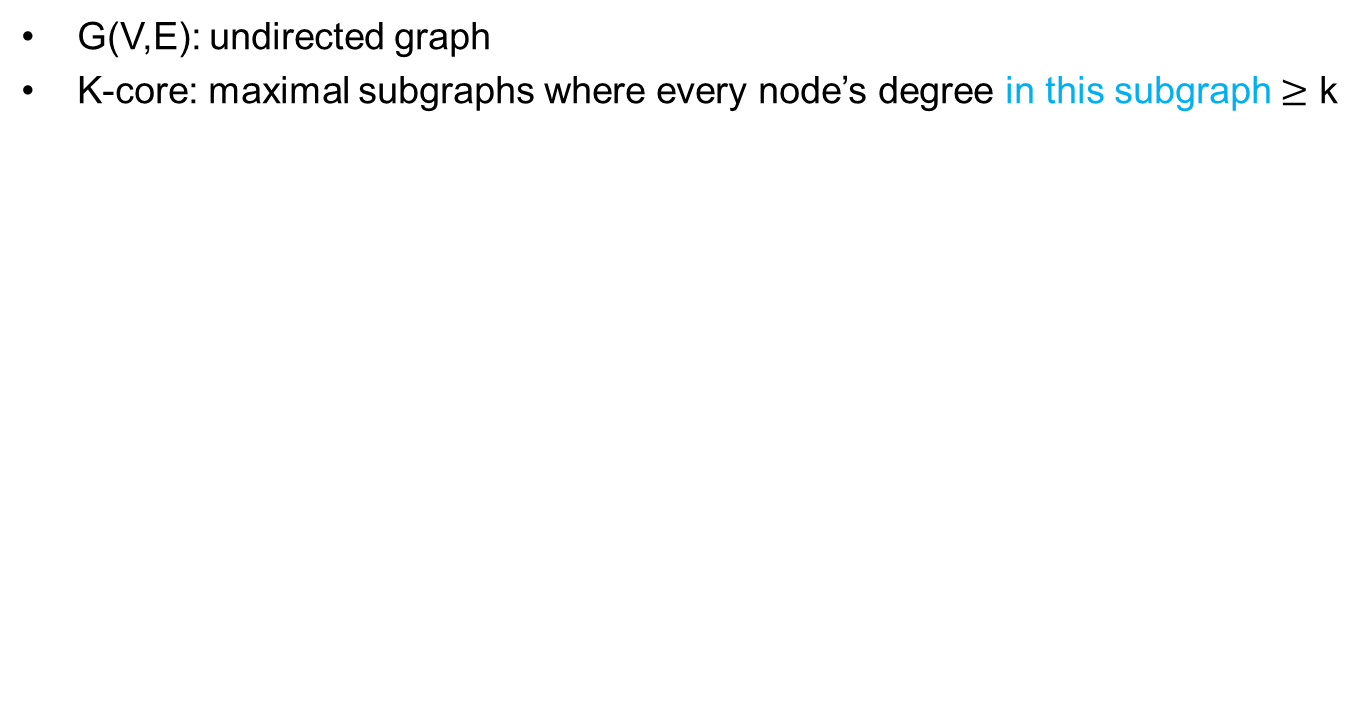 • G(V,E): undirected graph
• K-core: maximal subgraphs where every node’s degree in this subgraph ≥ k